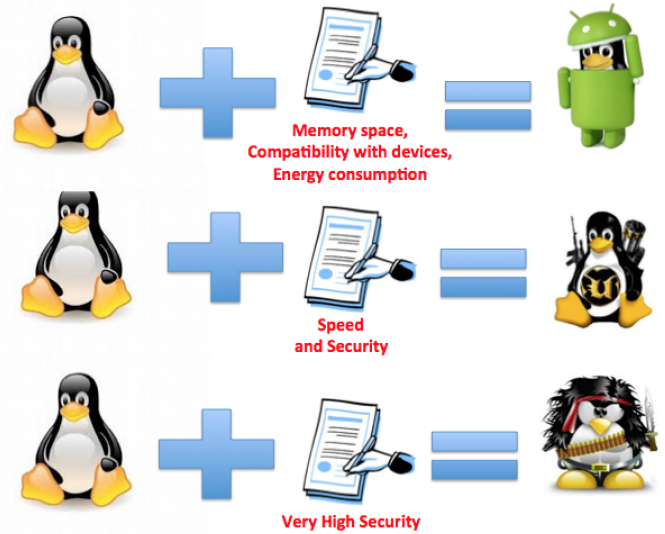 Memory space,
Compatibility with devices,
Energy consumption
Speed
and Security
Very High Security